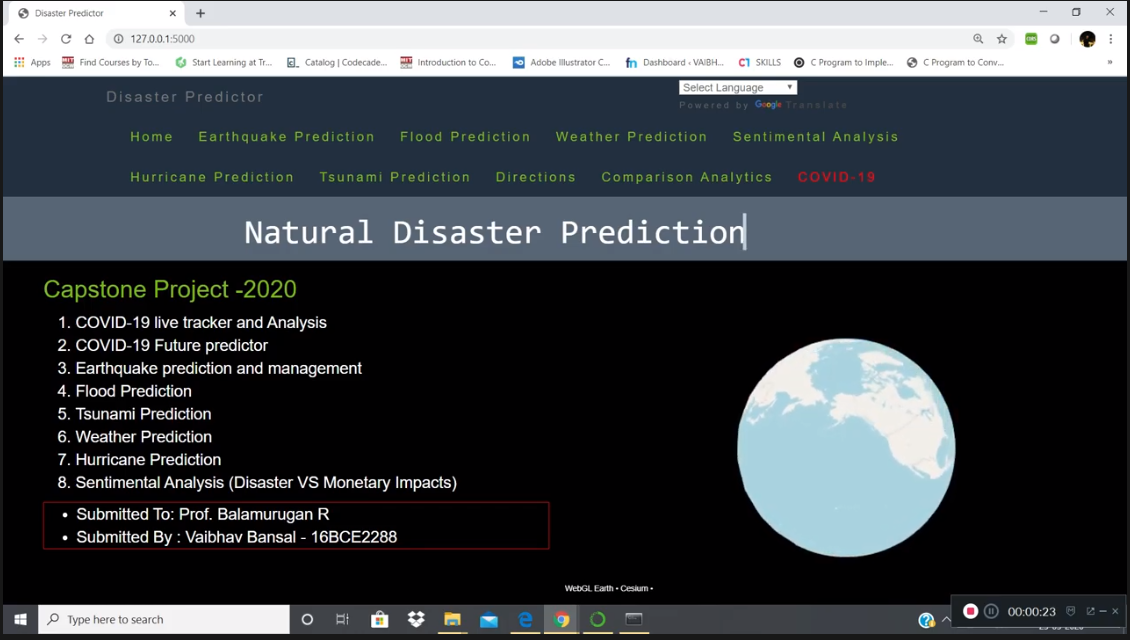 Disaster Predictor
127.0.0.1:5000
Apps Find Courses by To... Start Learning at Tr... Catalog | Codecade... Introduction to Co... Adobe Illustrator C... Dashboard ‹ VAIBH... SKILLS C Program to Imple... C Program to Conv... »
Disaster Predictor
Select Language
Powered by Google Translate
Home Earthquake Prediction Flood Prediction Weather Prediction Sentimental Analysis
Hurricane Prediction Tsunami Prediction Directions Comparison Analytics COVID-19
Natural Disaster Prediction
Capstone Project -2020
1. COVID-19 live tracker and Analysis
2. COVID-19 Future predictor
3. Earthquake prediction and management
4. Flood Prediction
5. Tsunami Prediction
6. Weather Prediction
7. Hurricane Prediction
8. Sentimental Analysis (Disaster VS Monetary Impacts)
• Submitted To: Prof. Balamurugan R
• Submitted By : Vaibhav Bansal - 16BCE2288
WebGL Earth • Cesium •
Type here to search
00:00:23